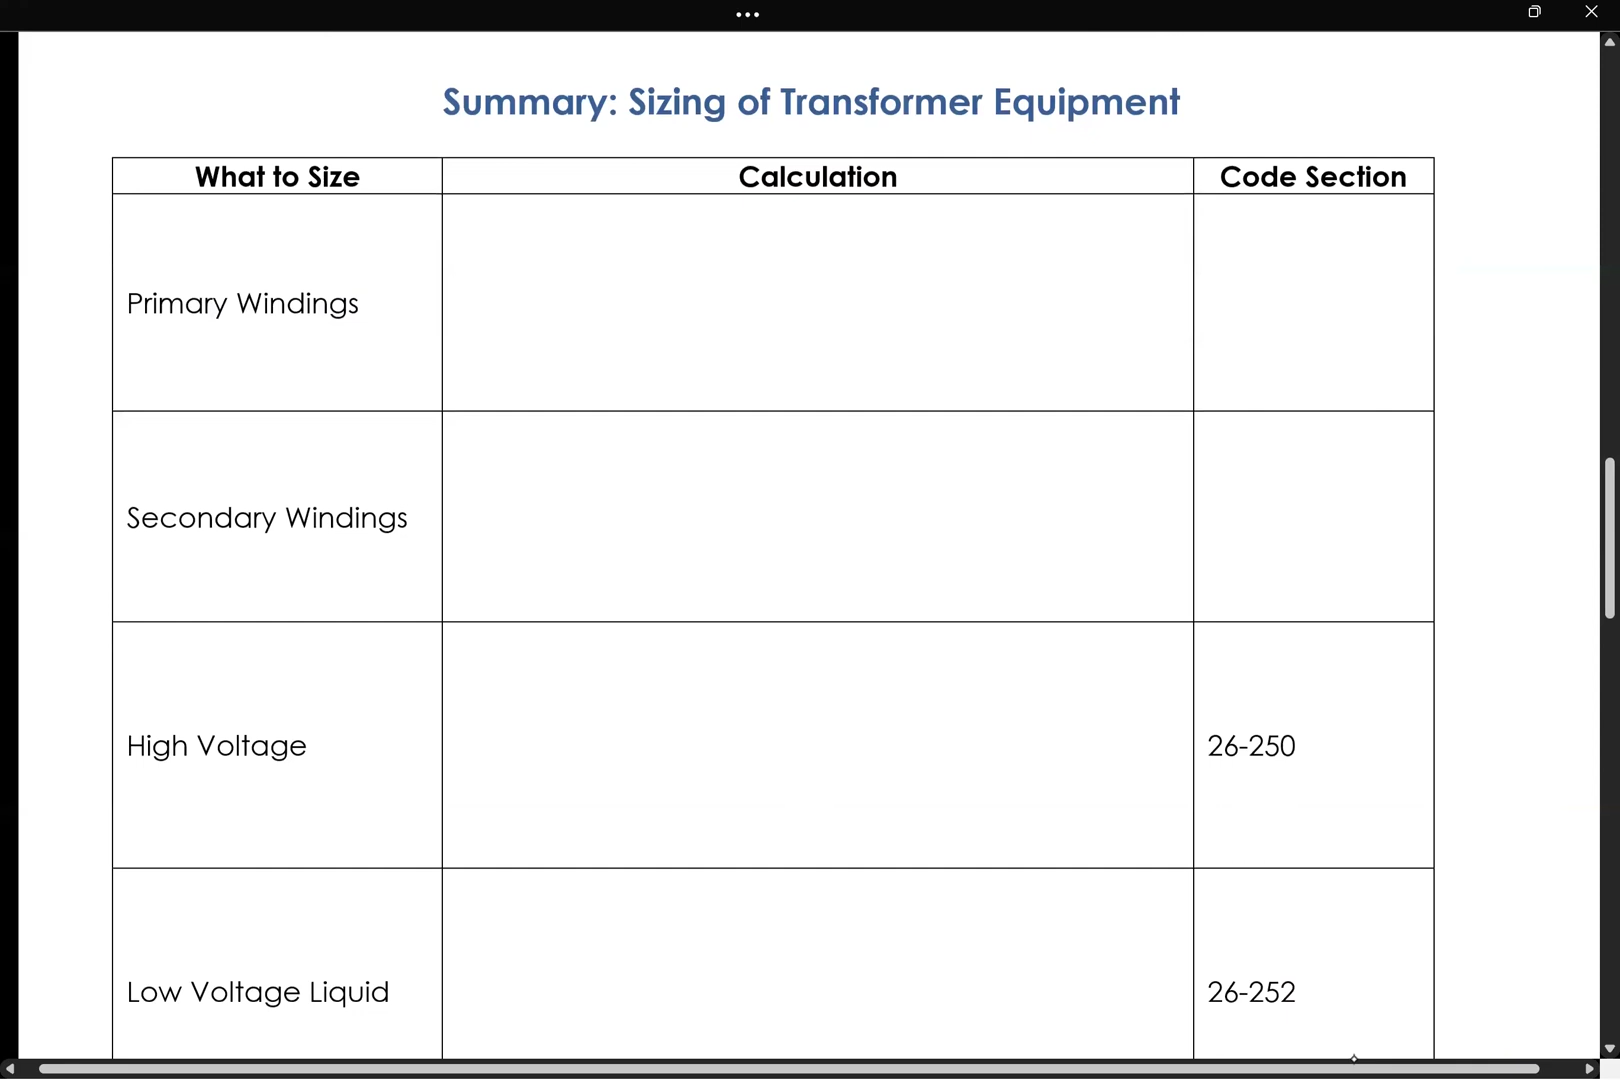 Summary: Sizing of Transformer Equipment
What to Size Calculation Code Section
Primary Windings
Secondary Windings
High Voltage 26-250
Low Voltage Liquid 26-252